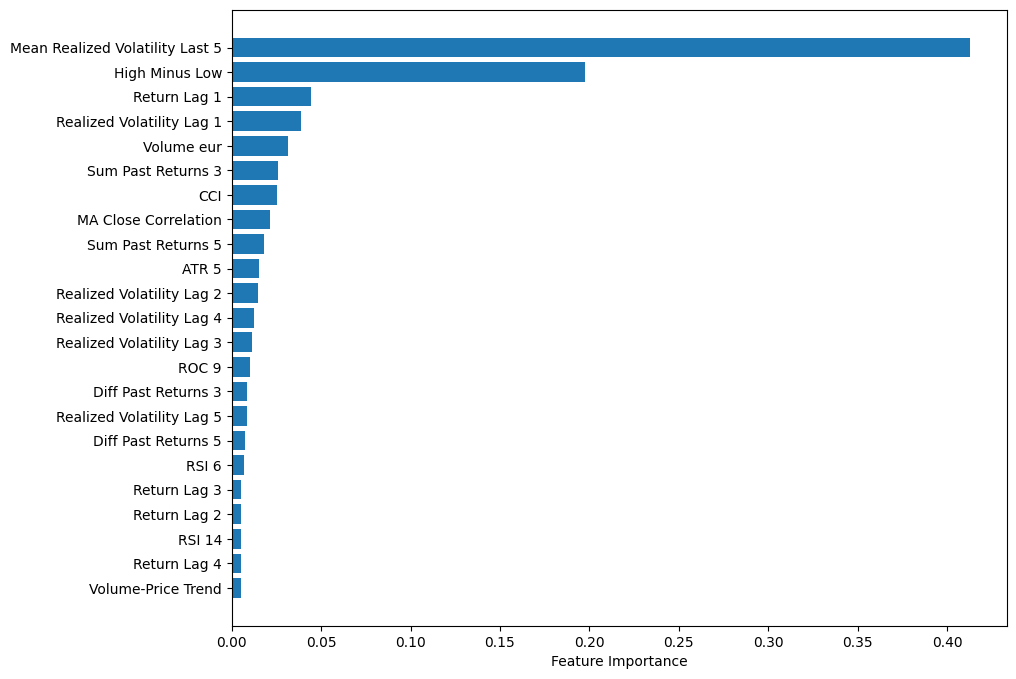 Mean Realized Volatility Last 5
High Minus Low
Return Lag 1
Realized Volatility Lag 1
Volume eur
Sum Past Returns 3
CCI
MA Close Correlation
Sum Past Returns 5
ATR 5
Realized Volatility Lag 2
Realized Volatility Lag 4
Realized Volatility Lag 3
ROC 9
Diff Past Returns 3
Realized Volatility Lag 5
Diff Past Returns 5
RSI 6
Return Lag 3
Return Lag 2
RSI 14
Return Lag 4
Volume-Price Trend
0.00 0.05 0.10 0.15 0.20 0.25 0.30 0.35 0.40
Feature Importance